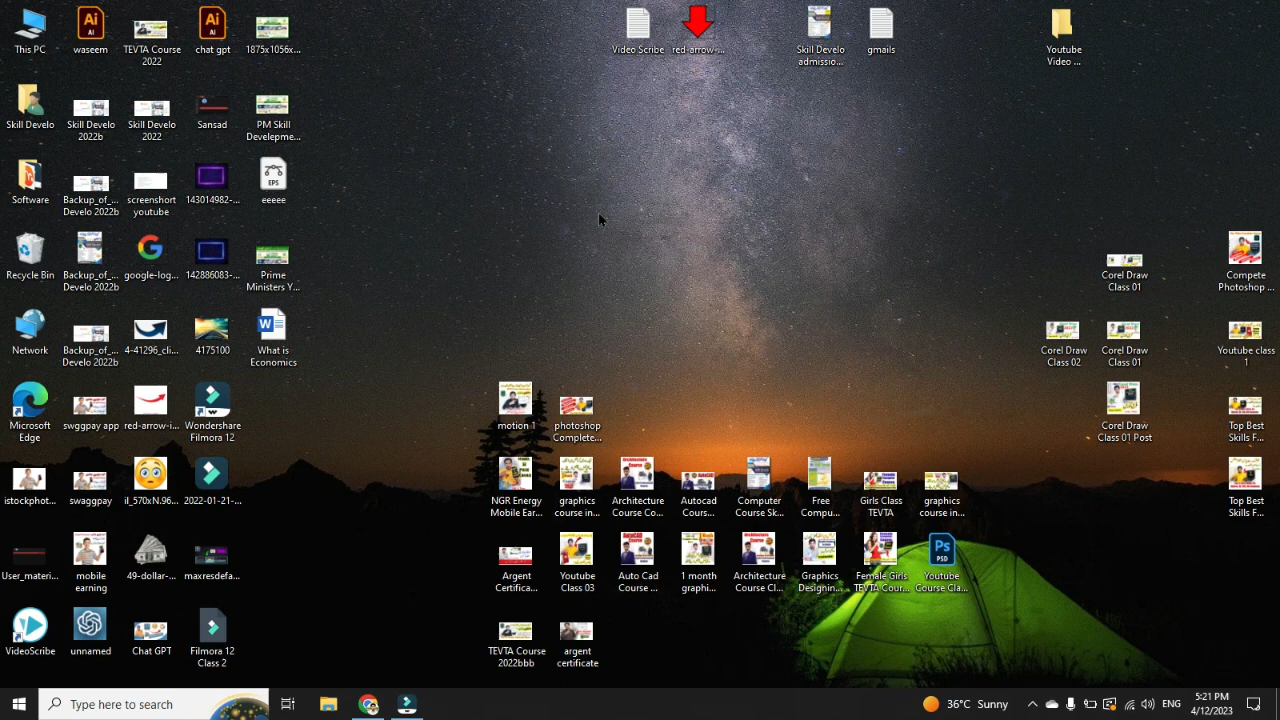 This PC
waseem
TEVTA Course
2022
chat gpt
1875x1056x...
Video Scribe
red-arrow-...
Skill Develo
admissio...
gmails
Youtube
Video ...
Skill Develo
Skill Develo
2022b
Skill Develo
2022
Sansad
PM Skill
Develepme...
Software
Backup_of_...
Develo 2022b
screenshort
youtube
143014982-...
EPS
eeeee
Recycle Bin
Backup_of_...
Develo 2022b
google-log...
142886083-...
Prime
Ministers Y...
Corel Draw
Class 01
Compete
Photoshop ...
Network
Backup_of_...
Develo 2022b
4-41296_cli...
4175100
What is
Economics
Corel Draw
Class 02
Corel Draw
Class 01
Youtube class
1
Microsoft
Edge
swggpay app
red-arrow-i...
Wondershare
Filmora 12
motion 1
photoshop
Complete...
Corel Draw
Class 01 Post
Top Best
Skills F...
istockphot...
swaggpay
il_570xN.96...
2022-01-21-...
NGR Energy
Mobile Ear...
graphics
course in...
Architecture
Course Co...
Autocad
Cours...
Computer
Course Sk...
Free
Compu...
Girls Class
TEVTA
graphics
course in...
Top Best
Skills F...
User_materi...
mobile
earning
48-dollar-...
maxresdefa...
Argent
Certifica...
Youtube
Class 03
Auto Cad
Course ...
1 month
graphi...
Architecture
Course Cl...
Graphics
Designin...
Female Girls
TEVTA Cour...
Ps
PSD
Youtube
Course Cla...
VideoScribe
unnamed
Chat GPT
Filmora 12
Class 2
TEVTA Course
2022bbb
argent
certificate
Type here to search
36°C Sunny
ENG
5:21 PM
4/12/2023